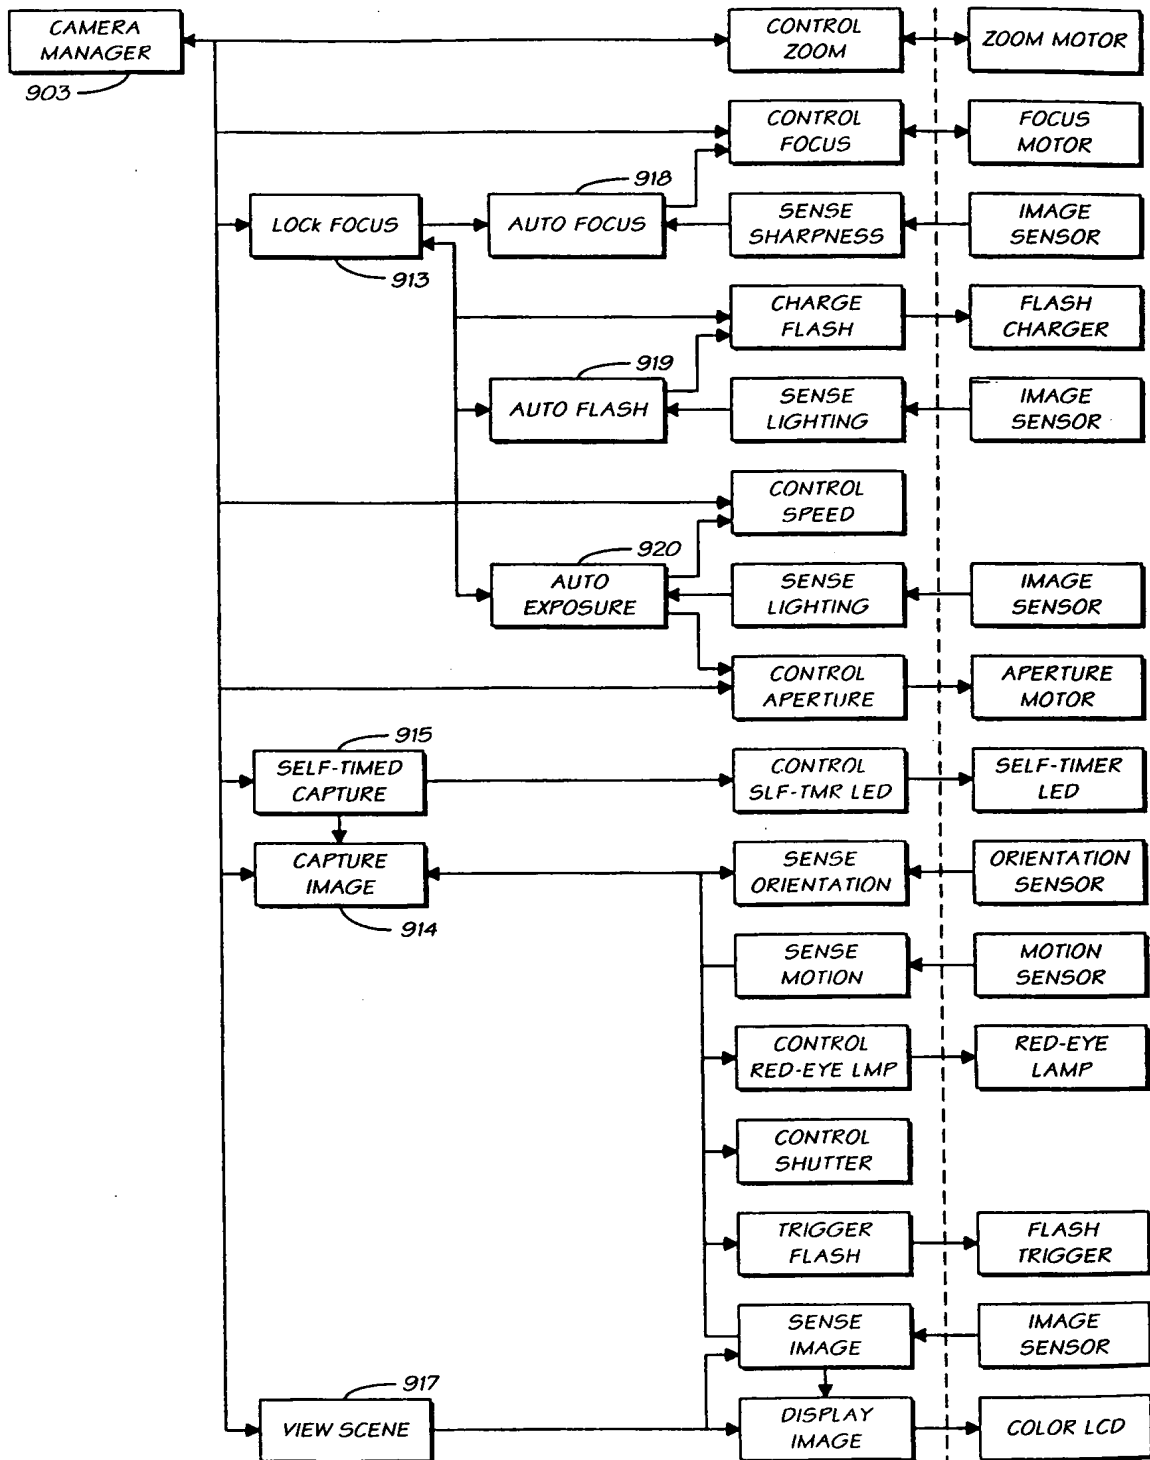 CAMERA
MANAGER
903
CONTROL
ZOOM
ZOOM MOTOR
CONTROL
FOCUS
FOCUS
MOTOR
918
LOCK FOCUS
913
AUTO FOCUS
SENSE
SHARPNESS
IMAGE
SENSOR
CHARGE
FLASH
FLASH
CHARGER
919
AUTO FLASH
SENSE
LIGHTING
IMAGE
SENSOR
CONTROL
SPEED
920
AUTO
EXPOSURE
SENSE
LIGHTING
IMAGE
SENSOR
CONTROL
APERTURE
APERTURE
MOTOR
915
SELF-TIMED
CAPTURE
CONTROL
SLF-TMR LED
SELF-TIMER
LED
CAPTURE
IMAGE
914
SENSE
ORIENTATION
ORIENTATION
SENSOR
SENSE
MOTION
MOTION
SENSOR
CONTROL
RED-EYE LMP
RED-EYE
LAMP
CONTROL
SHUTTER
TRIGGER
FLASH
FLASH
TRIGGER
SENSE
IMAGE
IMAGE
SENSOR
917
VIEW SCENE
DISPLAY
IMAGE
COLOR LCD